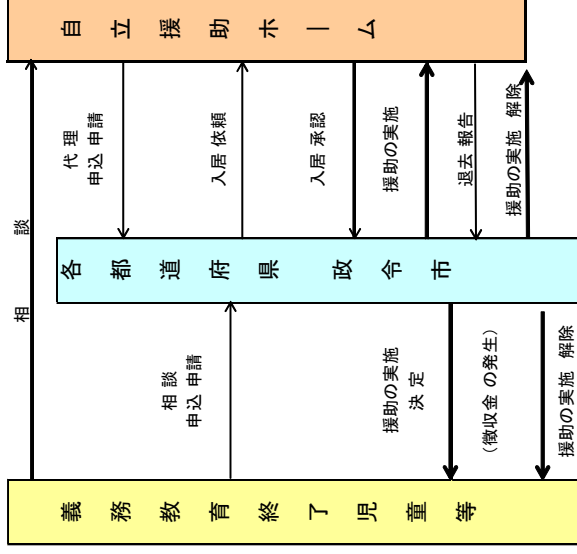 自立援助ホーム
相談
代理
申込 申請
入居 依頼
入居 承認
援助の実施
退去 報告
援助の実施 解除
各都道府県 政令市
相談
申込 申請
援助の実施
決定
(徴収金 の発生)
援助の実施 解除
義務教育終了児童等